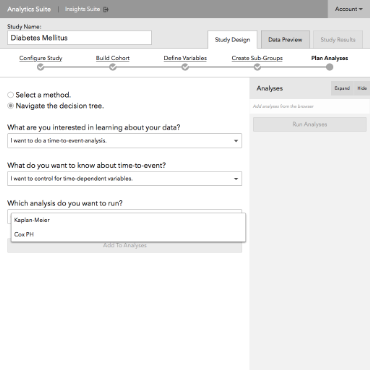 Analytics Suite | Insights Suite
Account
Study Name:
Diabetes Mellitus
Study Design
Data Preview
Study Results
Configure Study
Build Cohort
Define Variables
Create Sub-Groups
Plan Analyses
Select a method.
Navigate the decision tree.
Analyses
Expand
Hide
Add analyses from the browser
Run Analyses
What are you interested in learning about your data?
I want to do a time-to-event-analysis.
What do you want to know about time-to-event?
I want to control for time-dependent variables.
Which analysis do you want to run?
Kaplan-Meier
Cox PH
Add To Analyses